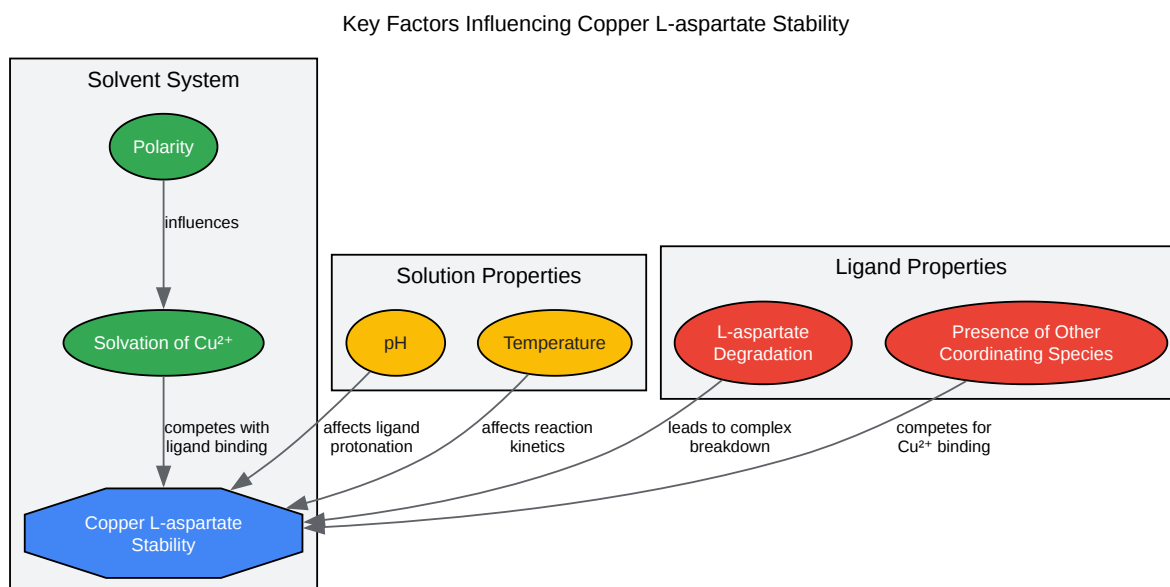 Key Factors Influencing Copper L-aspartate Stability
Solvent System
Polarity
influences
Solvation of Cu²⁺
competes with
ligand binding
Copper L-aspartate
Stability
Solution Properties
pH
Temperature
affects ligand
protonation
affects reaction
kinetics
Ligand Properties
L-aspartate
Degradation
Presence of Other
Coordinating Species
leads to complex
breakdown
competes for
Cu²⁺ binding